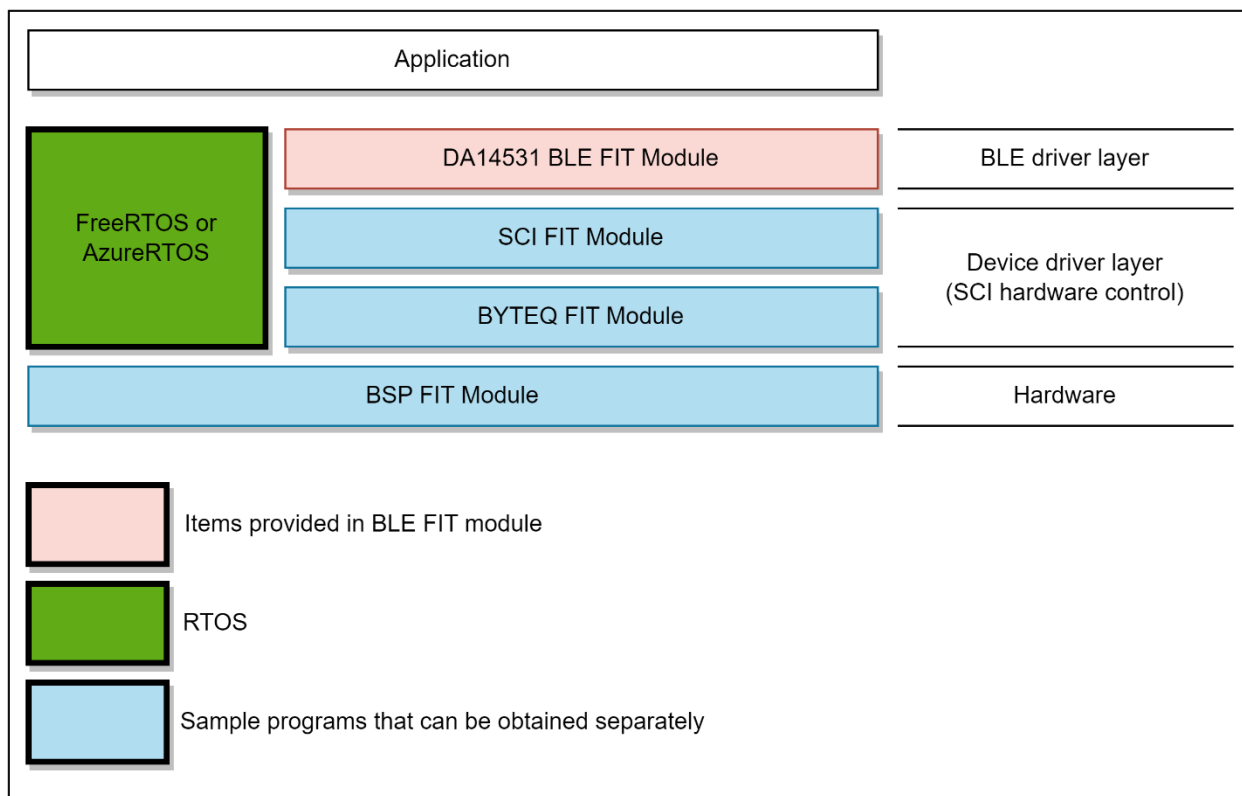 Application
DA14531 BLE FIT Module
BLE driver layer
FreeRTOS or
AzureRTOS
SCI FIT Module
BYTEQ FIT Module
Device driver layer
(SCI hardware control)
BSP FIT Module
Hardware
Items provided in BLE FIT module
RTOS
Sample programs that can be obtained separately